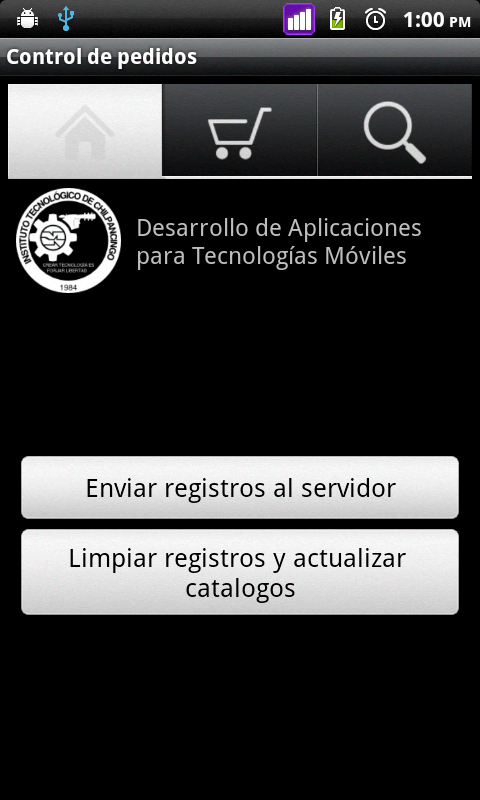 1:00 PM
Control de pedidos
INSTITUTO TECNOLÓGICO DE CHILPANCINGO
CREAR TECNOLOGIA ES
FORJAR LIBERTAD
1984
Desarrollo de Aplicaciones
para Tecnologías Móviles
Enviar registros al servidor
Limpiar registros y actualizar
catalogos